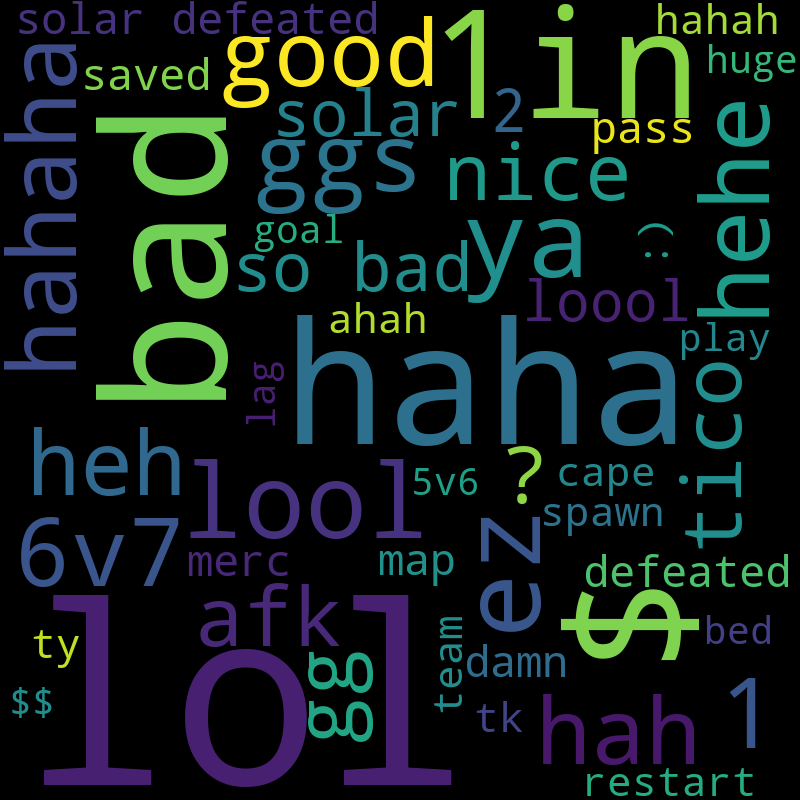 solar defeated
hahah
good
1in
saved
huge
hahaha
bad
solar
2
pass
ggs
nice
hehe
goal
ya
:)
so bad
loool
ahah
haha
play
lag
tico
heh
lool
5v6
?
cape
spawn
6v7
merc
map
ez
defeated
$
lol
afk
ty
gg
team
damn
bed
$$
tk
hah
1
restart